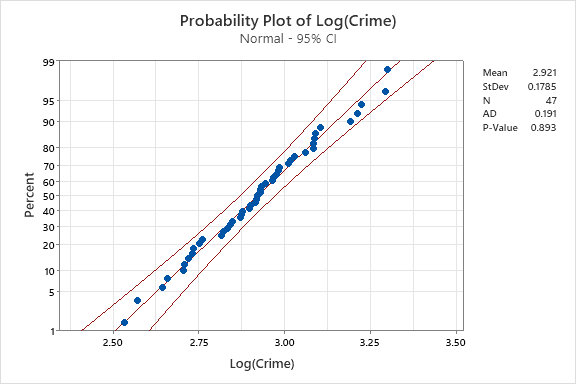 Probability Plot of Log(Crime)
Normal - 95% CI
Mean 2.921
StDev 0.1785
N 47
AD 0.191
P-Value 0.893
Percent
99
95
90
80
70
60
50
40
30
20
10
5
1
2.50 2.75 3.00 3.25 3.50
Log(Crime)